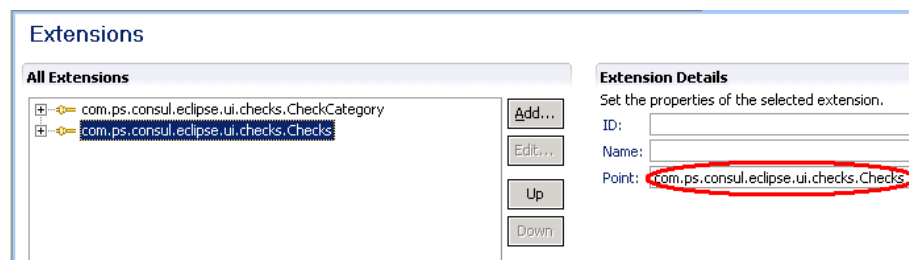 Extensions
All Extensions
com.ps.consul.eclipse.ui.checks.CheckCategory
com.ps.consul.eclipse.ui.checks.Checks
Add...
Edit...
Up
Down
Extension Details
Set the properties of the selected extension.
ID:
Name:
Point: com.ps.consul.eclipse.ui.checks.Checks